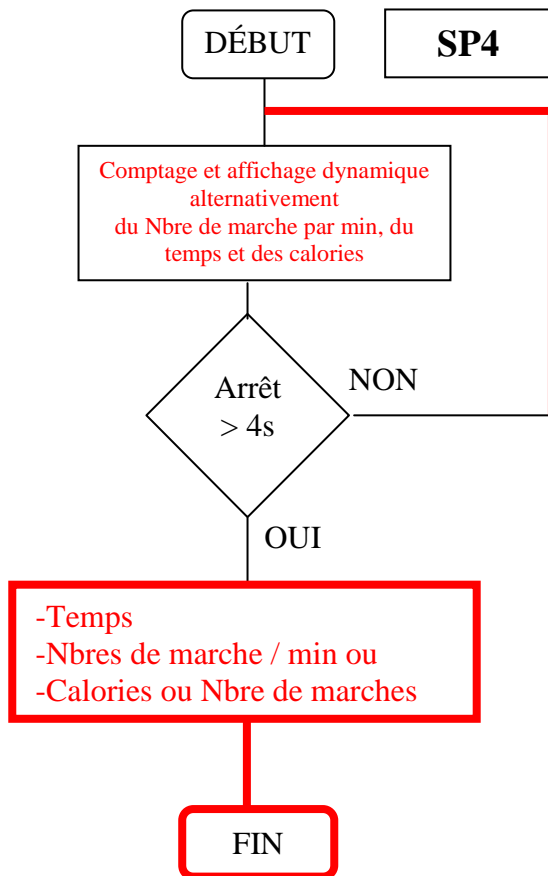 DÉBUT
SP4
Comptage et affichage dynamique
alternativement
du Nbre de marche par min, du
temps et des calories
Arrêt
> 4s
NON
OUI
-Temps
-Nbres de marche / min ou
-Calories ou Nbre de marches
FIN